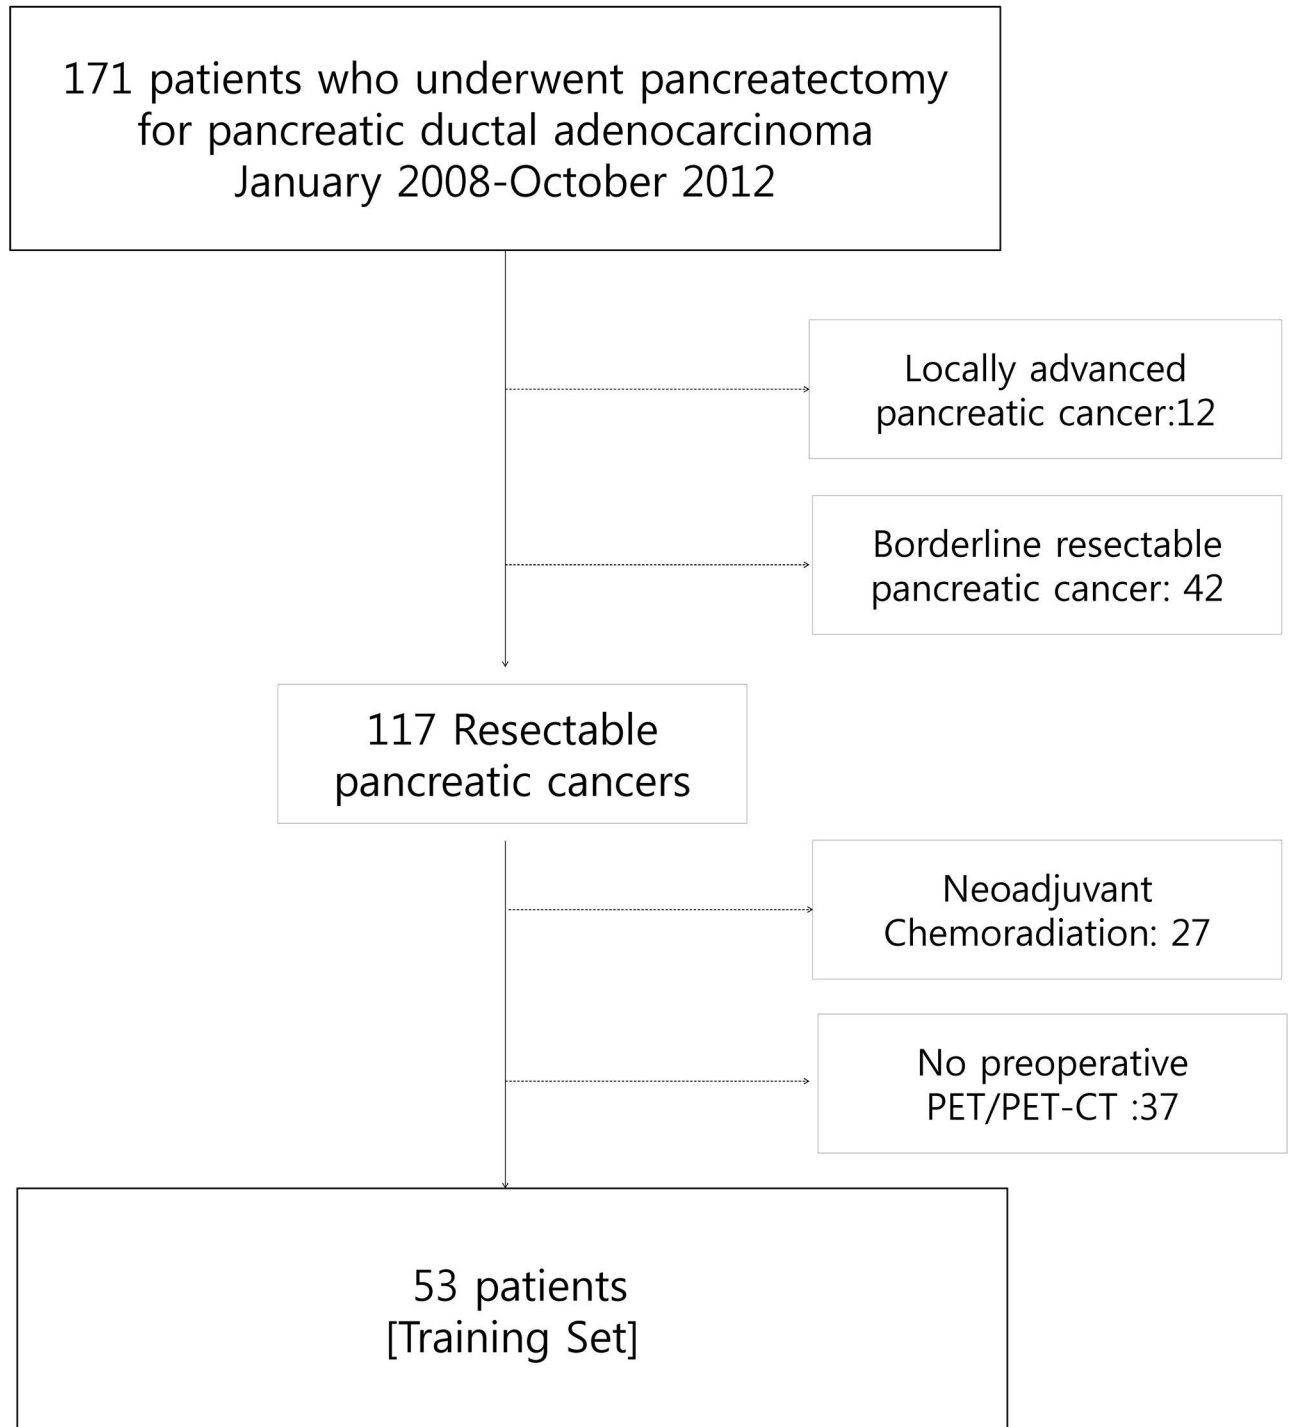 171 patients who underwent pancreatectomy
for pancreatic ductal adenocarcinoma
January 2008-October 2012
Locally advanced
pancreatic cancer:12
Borderline resectable
pancreatic cancer: 42
117 Resectable
pancreatic cancers
Neoadjuvant
Chemoradiation: 27
No preoperative
PET/PET-CT :37
53 patients
[Training Set]